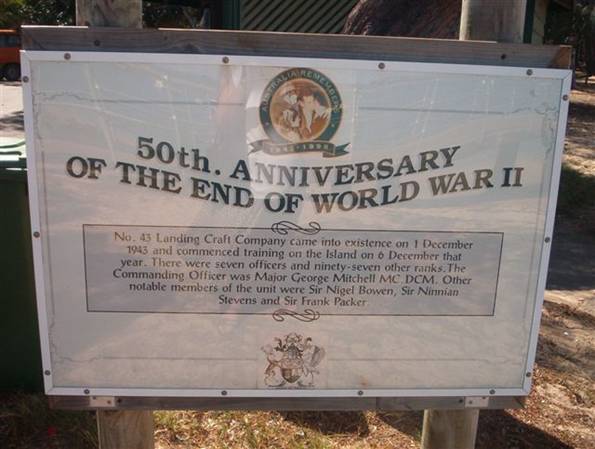 AUSTRALIA REMEMBERS
1945 - 1995
50th. ANNIVERSARY
OF THE END OF WORLD WAR II
No. 43 Landing Craft Company came into existence on 1 December
1943 and commenced training on the Island on 6 December that
year. There were seven officers and ninety-seven other ranks. The
Commanding Officer was Major George Mitchell MC DCM. Other
notable members of the unit were Sir Nigel Bowen, Sir Ninnian
Stevens and Sir Frank Packer